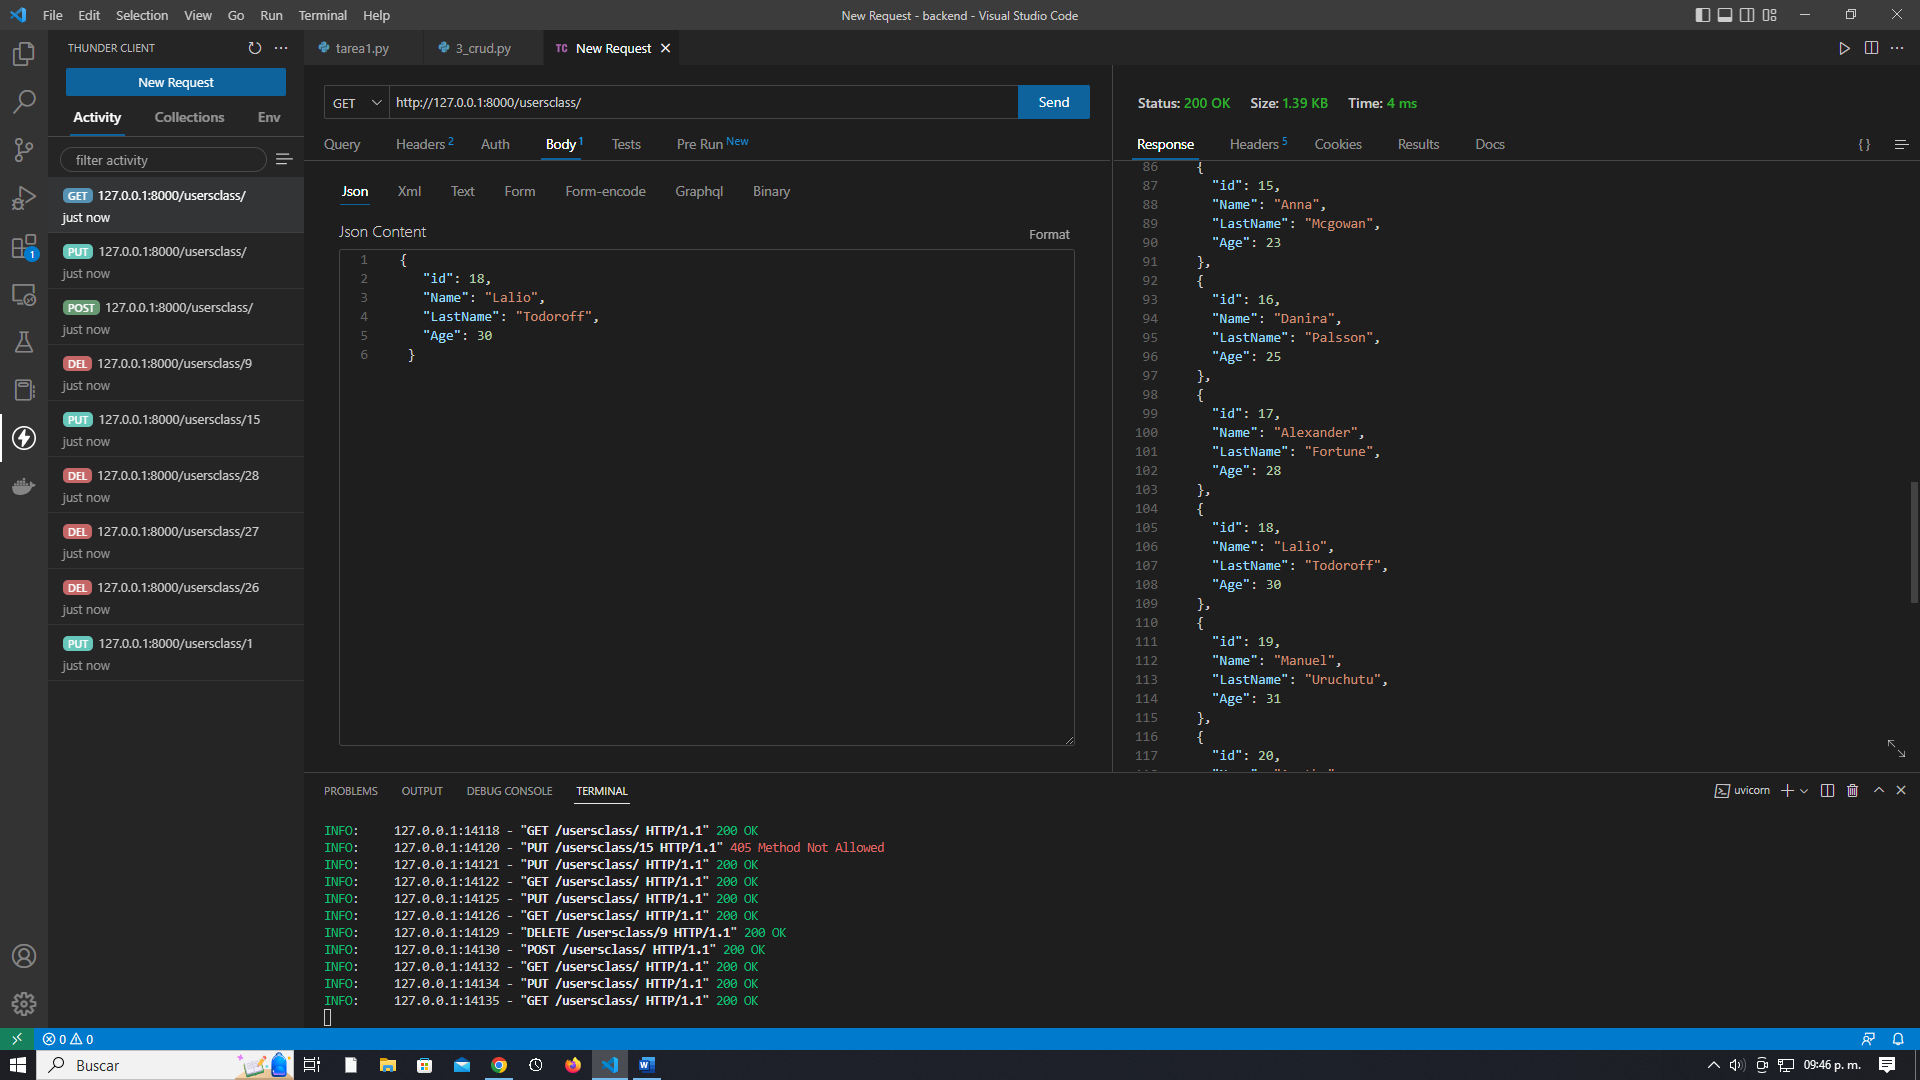 File Edit Selection View Go Run Terminal Help
New Request - backend - Visual Studio Code
THUNDER CLIENT
New Request
Activity Collections Env
filter activity
GET 127.0.0.1:8000/usersclass/
just now
PUT 127.0.0.1:8000/usersclass/
just now
POST 127.0.0.1:8000/usersclass/
just now
DEL 127.0.0.1:8000/usersclass/9
just now
PUT 127.0.0.1:8000/usersclass/15
just now
DEL 127.0.0.1:8000/usersclass/28
just now
DEL 127.0.0.1:8000/usersclass/27
just now
DEL 127.0.0.1:8000/usersclass/26
just now
PUT 127.0.0.1:8000/usersclass/1
just now
1
tarea1.py 3_crud.py TC New Request
GET http://127.0.0.1:8000/usersclass/ Send
Query Headers 2 Auth Body 1 Tests Pre Run New
Json Xml Text Form Form-encode Graphql Binary
Json Content
Format
1 {
2 "id": 18,
3 "Name": "Lalio",
4 "LastName": "Todoroff",
5 "Age": 30
6 }
Status: 200 OK Size: 1.39 KB Time: 4 ms
Response Headers 5 Cookies Results Docs { }
86 {
87 "id": 15,
88 "Name": "Anna",
89 "LastName": "Mcgowan",
90 "Age": 23
91 },
92 {
93 "id": 16,
94 "Name": "Danira",
95 "LastName": "Palsson",
96 "Age": 25
97 },
98 {
99 "id": 17,
100 "Name": "Alexander",
101 "LastName": "Fortune",
102 "Age": 28
103 },
104 {
105 "id": 18,
106 "Name": "Lalio",
107 "LastName": "Todoroff",
108 "Age": 30
109 },
110 {
111 "id": 19,
112 "Name": "Manuel",
113 "LastName": "Uruchutu",
114 "Age": 31
115 },
116 {
117 "id": 20,
PROBLEMS OUTPUT DEBUG CONSOLE TERMINAL
uvicorn
INFO: 127.0.0.1:14118 - "GET /usersclass/ HTTP/1.1" 200 OK
INFO: 127.0.0.1:14120 - "PUT /usersclass/15 HTTP/1.1" 405 Method Not Allowed
INFO: 127.0.0.1:14121 - "PUT /usersclass/ HTTP/1.1" 200 OK
INFO: 127.0.0.1:14122 - "GET /usersclass/ HTTP/1.1" 200 OK
INFO: 127.0.0.1:14125 - "PUT /usersclass/ HTTP/1.1" 200 OK
INFO: 127.0.0.1:14126 - "GET /usersclass/ HTTP/1.1" 200 OK
INFO: 127.0.0.1:14129 - "DELETE /usersclass/9 HTTP/1.1" 200 OK
INFO: 127.0.0.1:14130 - "POST /usersclass/ HTTP/1.1" 200 OK
INFO: 127.0.0.1:14132 - "GET /usersclass/ HTTP/1.1" 200 OK
INFO: 127.0.0.1:14134 - "PUT /usersclass/ HTTP/1.1" 200 OK
INFO: 127.0.0.1:14135 - "GET /usersclass/ HTTP/1.1" 200 OK
0 0
Buscar
09:46 p. m.